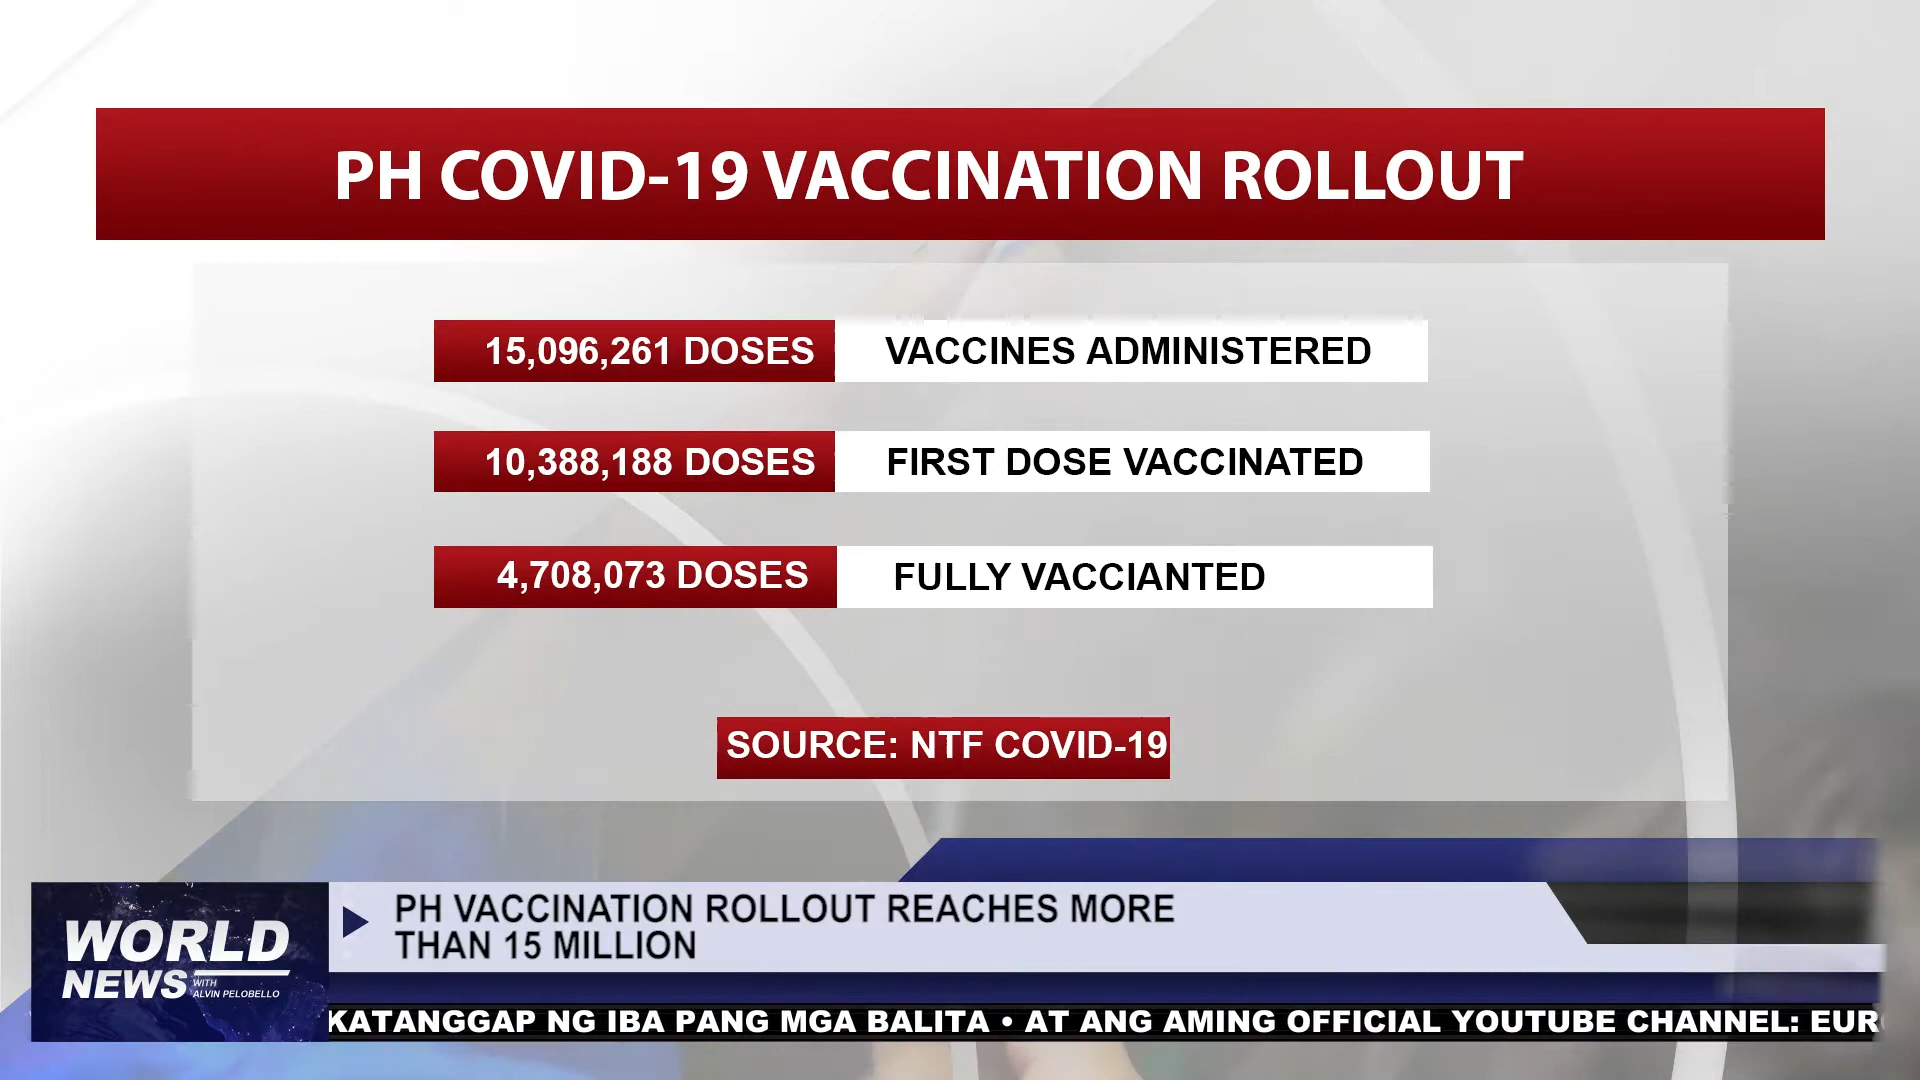 PH COVID-19 VACCINATION ROLLOUT
15,096,261 DOSES VACCINES ADMINISTERED
10,388,188 DOSES FIRST DOSE VACCINATED
4,708,073 DOSES FULLY VACCIANTED
SOURCE: NTF COVID-19
PH VACCINATION ROLLOUT REACHES MORE
THAN 15 MILLION
WORLD
NEWS WITH
ALVIN PELOBELLO
KATANGGAP NG IBA PANG MGA BALITA • AT ANG AMING OFFICIAL YOUTUBE CHANNEL: EUR